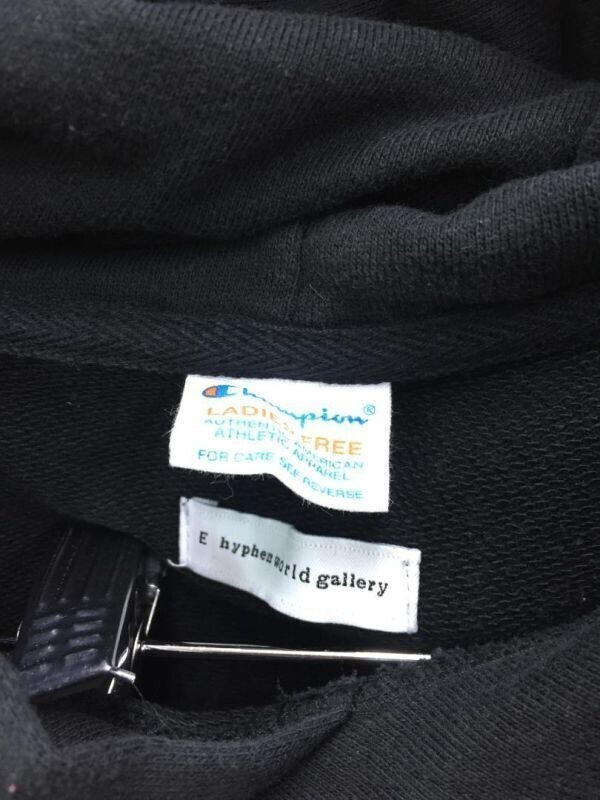 Champion®
LADIES FREE
AUTHENTIC AMERICAN
ATHLETIC APPAREL
FOR CARE SEE REVERSE
E hyphen world gallery